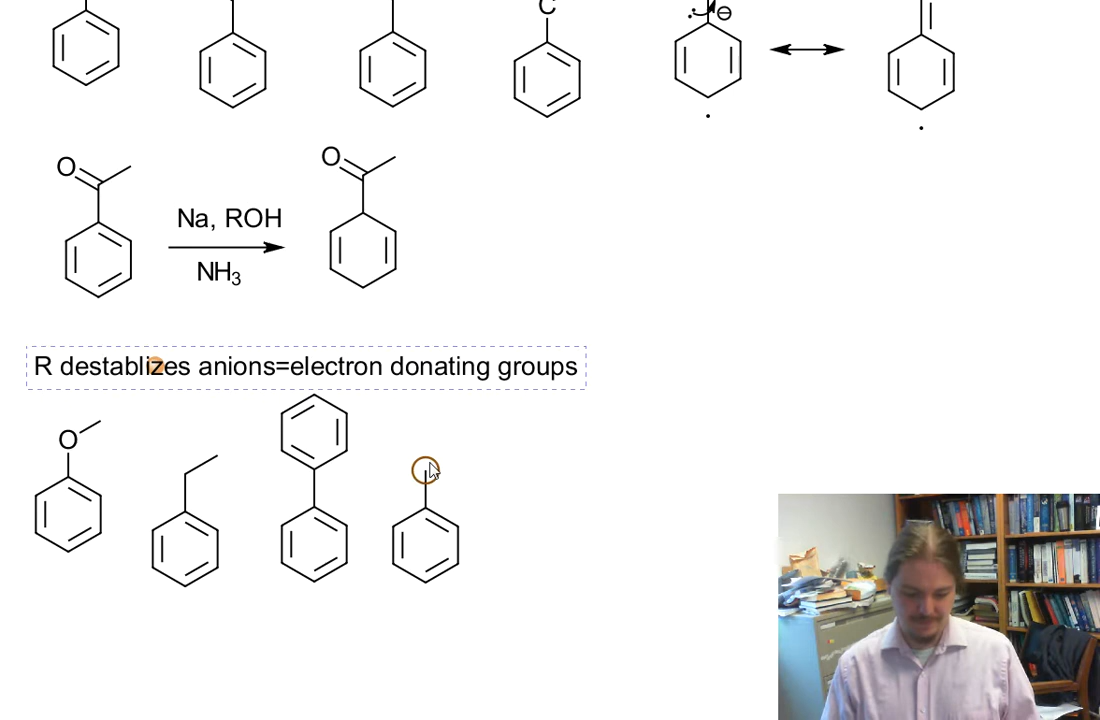 C
⊖
O
O
Na, ROH
NH₃
R destablizes anions=electron donating groups
O